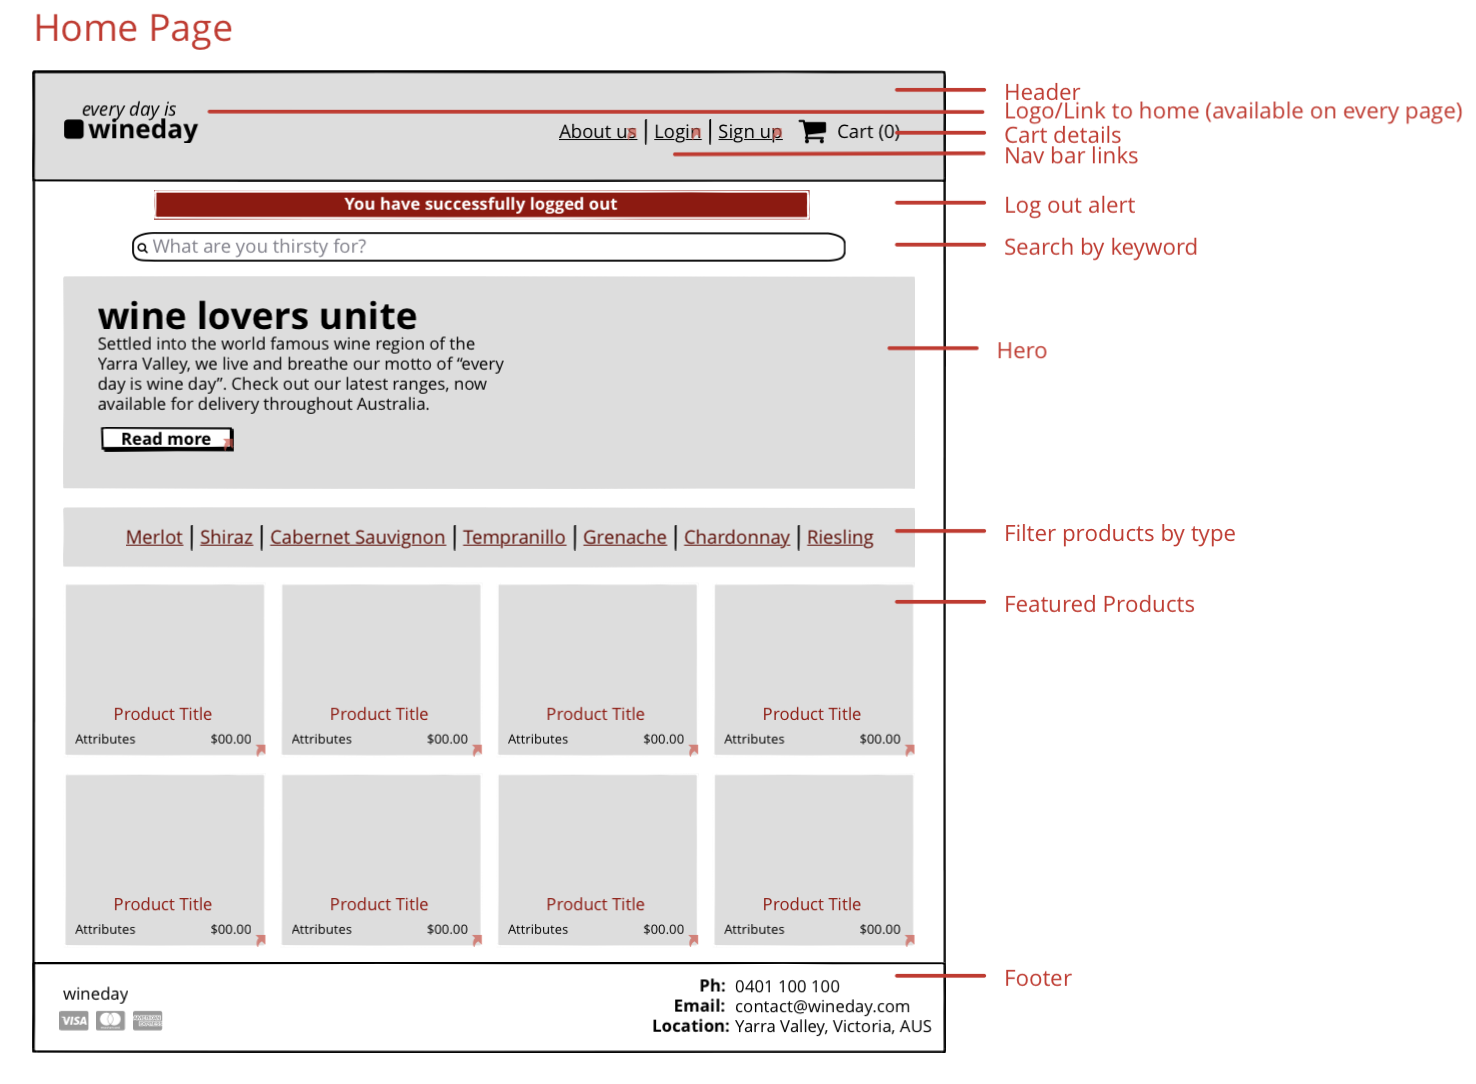 Home Page
Header
every day is
Logo/Link to home (available on every page)
wineday
About us | Login | Sign up Cart (0)
Cart details
Nav bar links
You have successfully logged out
Log out alert
What are you thirsty for?
Search by keyword
wine lovers unite
Settled into the world famous wine region of the
Yarra Valley, we live and breathe our motto of “every
day is wine day”. Check out our latest ranges, now
available for delivery throughout Australia.
Hero
Read more
Merlot | Shiraz | Cabernet Sauvignon | Tempranillo | Grenache | Chardonnay | Riesling
Filter products by type
Featured Products
Product Title Product Title Product Title Product Title
Attributes $00.00 Attributes $00.00 Attributes $00.00 Attributes $00.00
Product Title Product Title Product Title Product Title
Attributes $00.00 Attributes $00.00 Attributes $00.00 Attributes $00.00
Footer
wineday
VISA MasterCard AMERICAN EXPRESS
Ph: 0401 100 100
Email: contact@wineday.com
Location: Yarra Valley, Victoria, AUS